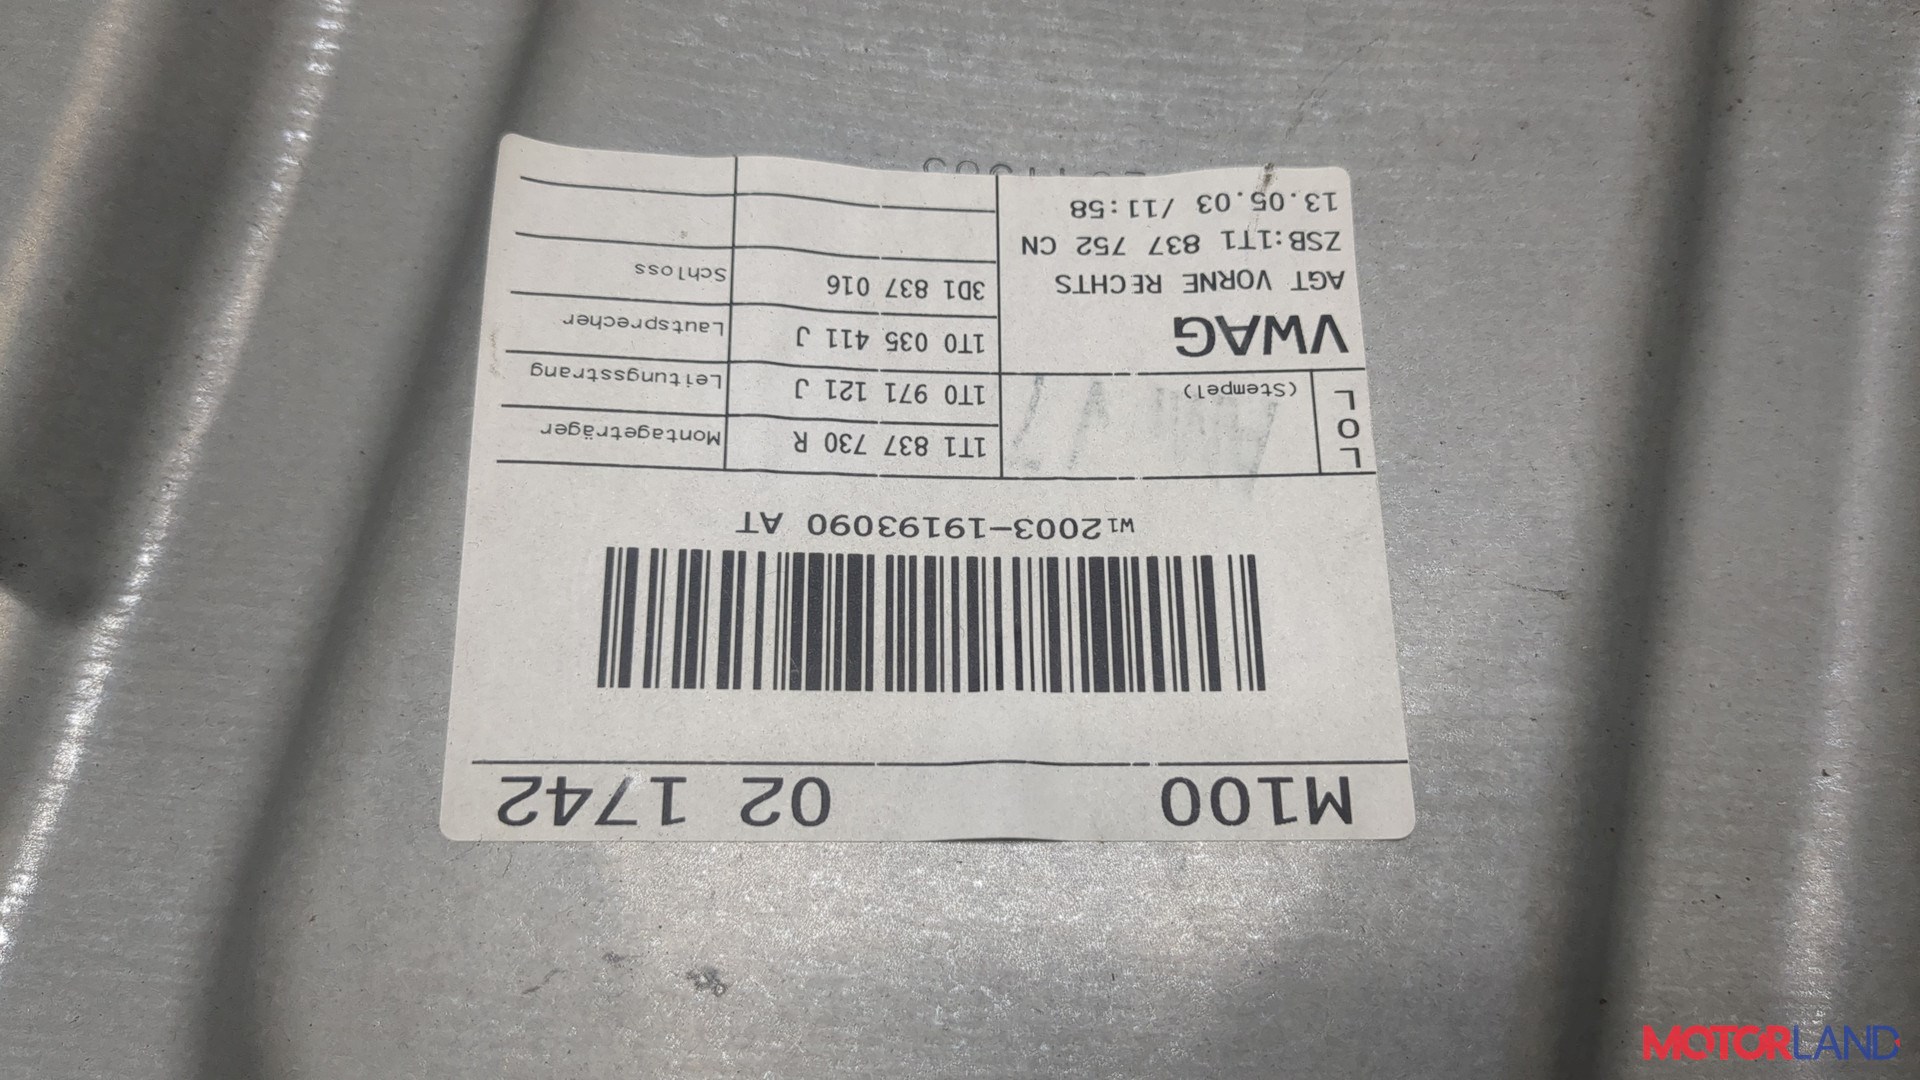 M100 02 1742
W12003-19193090 AT
LOL
(Stempel)
1T1 837 730 R Montageträger
1T0 971 121 J Leitungsstrang
1T0 035 411 J Lautsprecher
3D1 837 016 Schloss
VWAG
AGT VORNE RECHTS
ZSB:1T1 837 752 CN
13.05.03 /11:58
MOTORLAND